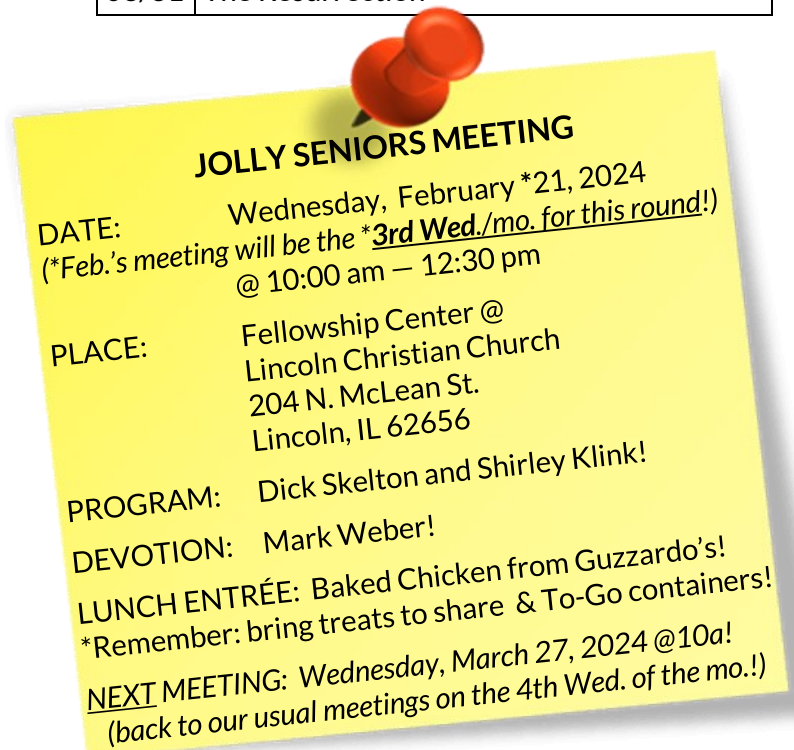 The Resurrection
JOLLY SENIORS MEETING
DATE: Wednesday, February *21, 2024
(*Feb.’s meeting will be the *3rd Wed./mo. for this round!)
@ 10:00 am — 12:30 pm
PLACE: Fellowship Center @
Lincoln Christian Church
204 N. McLean St.
Lincoln, IL 62656
PROGRAM: Dick Skelton and Shirley Klink!
DEVOTION: Mark Weber!
LUNCH ENTRÉE: Baked Chicken from Guzzardo’s!
*Remember: bring treats to share & To-Go containers!
NEXT MEETING: Wednesday, March 27, 2024 @10a!
(back to our usual meetings on the 4th Wed. of the mo.!)